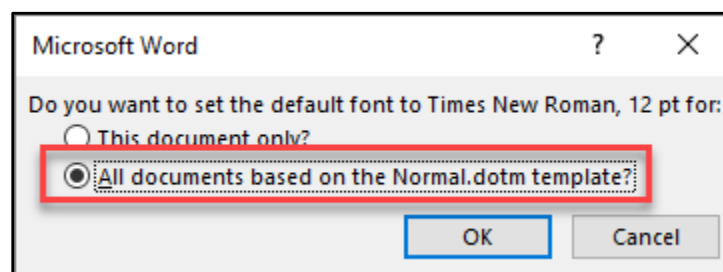 Microsoft Word ? ×
Do you want to set the default font to Times New Roman, 12 pt for:
This document only?
All documents based on the Normal.dotm template?
OK Cancel